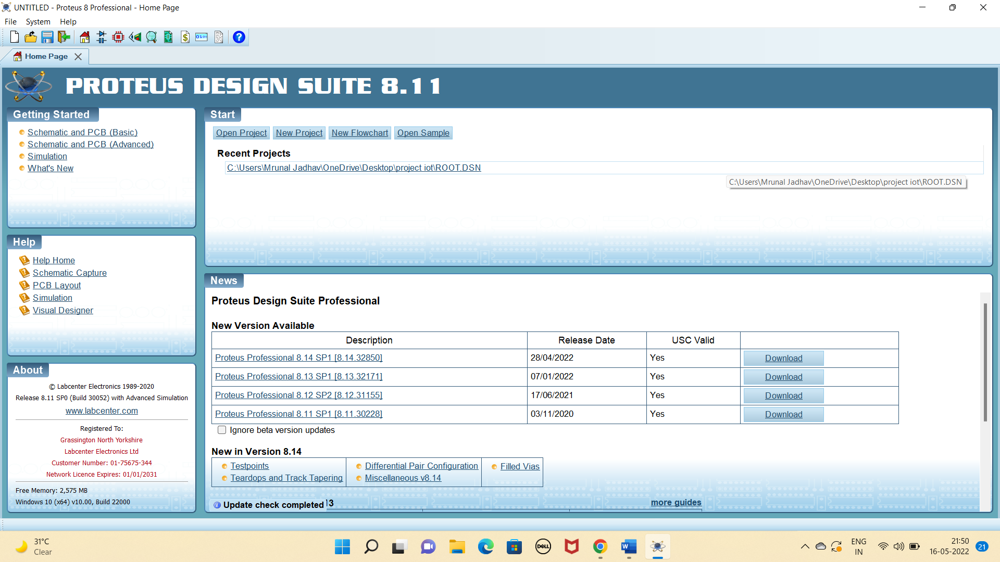 UNTITLED - Proteus 8 Professional - Home Page
File System Help
Home Page
PROTEUS DESIGN SUITE 8.11
Getting Started
Schematic and PCB (Basic)
Schematic and PCB (Advanced)
Simulation
What's New
Start
Open Project New Project New Flowchart Open Sample
Recent Projects
C:\Users\Mrunal Jadhav\OneDrive\Desktop\project iot\ROOT.DSN
C:\Users\Mrunal Jadhav\OneDrive\Desktop\project iot\ROOT.DSN
Help
Help Home
Schematic Capture
PCB Layout
Simulation
Visual Designer
News
Proteus Design Suite Professional
New Version Available
Description Release Date USC Valid
Proteus Professional 8.14 SP1 [8.14.32850] 28/04/2022 Yes Download
Proteus Professional 8.13 SP1 [8.13.32171] 07/01/2022 Yes Download
Proteus Professional 8.12 SP2 [8.12.31155] 17/06/2021 Yes Download
Proteus Professional 8.11 SP1 [8.11.30228] 03/11/2020 Yes Download
Ignore beta version updates
New in Version 8.14
Testpoints Differential Pair Configuration Filled Vias
Teardops and Track Tapering Miscellaneous v8.14
Update check completed 13 more guides
About
© Labcenter Electronics 1989-2020
Release 8.11 SP0 (Build 30052) with Advanced Simulation
www.labcenter.com
Registered To:
Grassington North Yorkshire
Labcenter Electronics Ltd
Customer Number: 01-75675-344
Network Licence Expires: 01/01/2031
Free Memory: 2,575 MB
Windows 10 (x64) v10.00, Build 22000
31°C
Clear
DELL
W
ENG
IN
21:50
16-05-2022
21